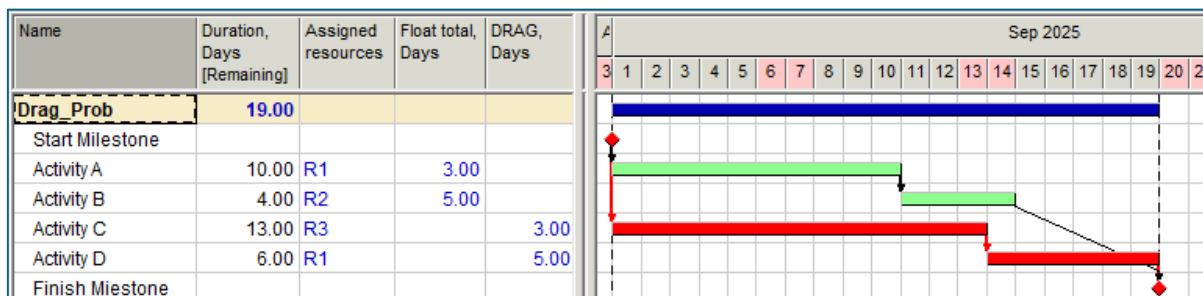 Name Duration, Assigned Float total, DRAG, A Sep 2025
Days resources Days Days
[Remaining] 3 1 2 3 4 5 6 7 8 9 10 11 12 13 14 15 16 17 18 19 20 2
Drag_Prob 19.00
Start Milestone
Activity A 10.00 R1 3.00
Activity B 4.00 R2 5.00
Activity C 13.00 R3 3.00
Activity D 6.00 R1 5.00
Finish Miestone